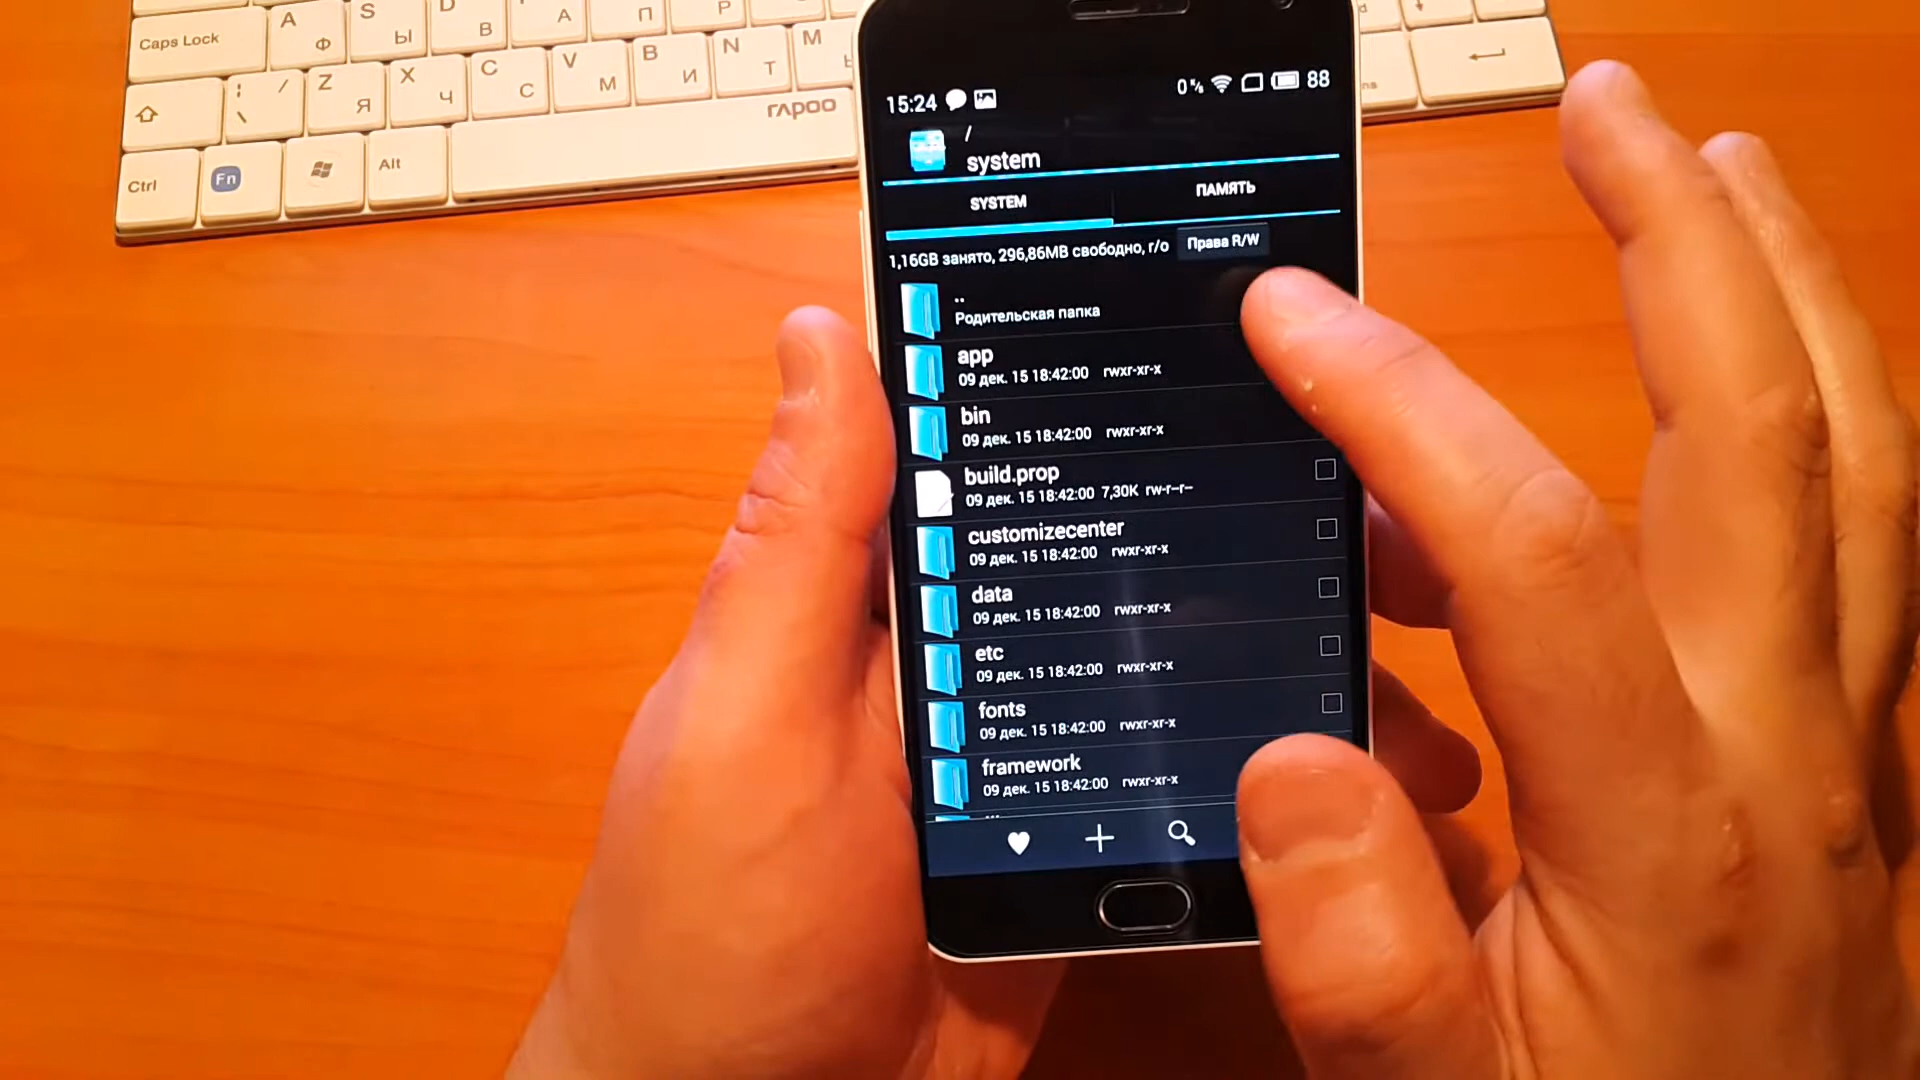 S
D
A
П
P
Caps Lock
A
Ф
Ы
В
А
Р
Z
Я
X
Ч
C
С
V
М
B
И
N
Т
M
rapoo
Ctrl
Fn
Alt
15:24
0 K/s
88
/
system
SYSTEM
ПАМЯТЬ
1,16GB занято, 296,86MB свободно, r/o
Права R/W
..
Родительская папка
app
09 дек. 15 18:42:00 rwxr-xr-x
bin
09 дек. 15 18:42:00 rwxr-xr-x
build.prop
09 дек. 15 18:42:00 7,30K rw-r--r--
customizecenter
09 дек. 15 18:42:00 rwxr-xr-x
data
09 дек. 15 18:42:00 rwxr-xr-x
etc
09 дек. 15 18:42:00 rwxr-xr-x
fonts
09 дек. 15 18:42:00 rwxr-xr-x
framework
09 дек. 15 18:42:00 rwxr-xr-x